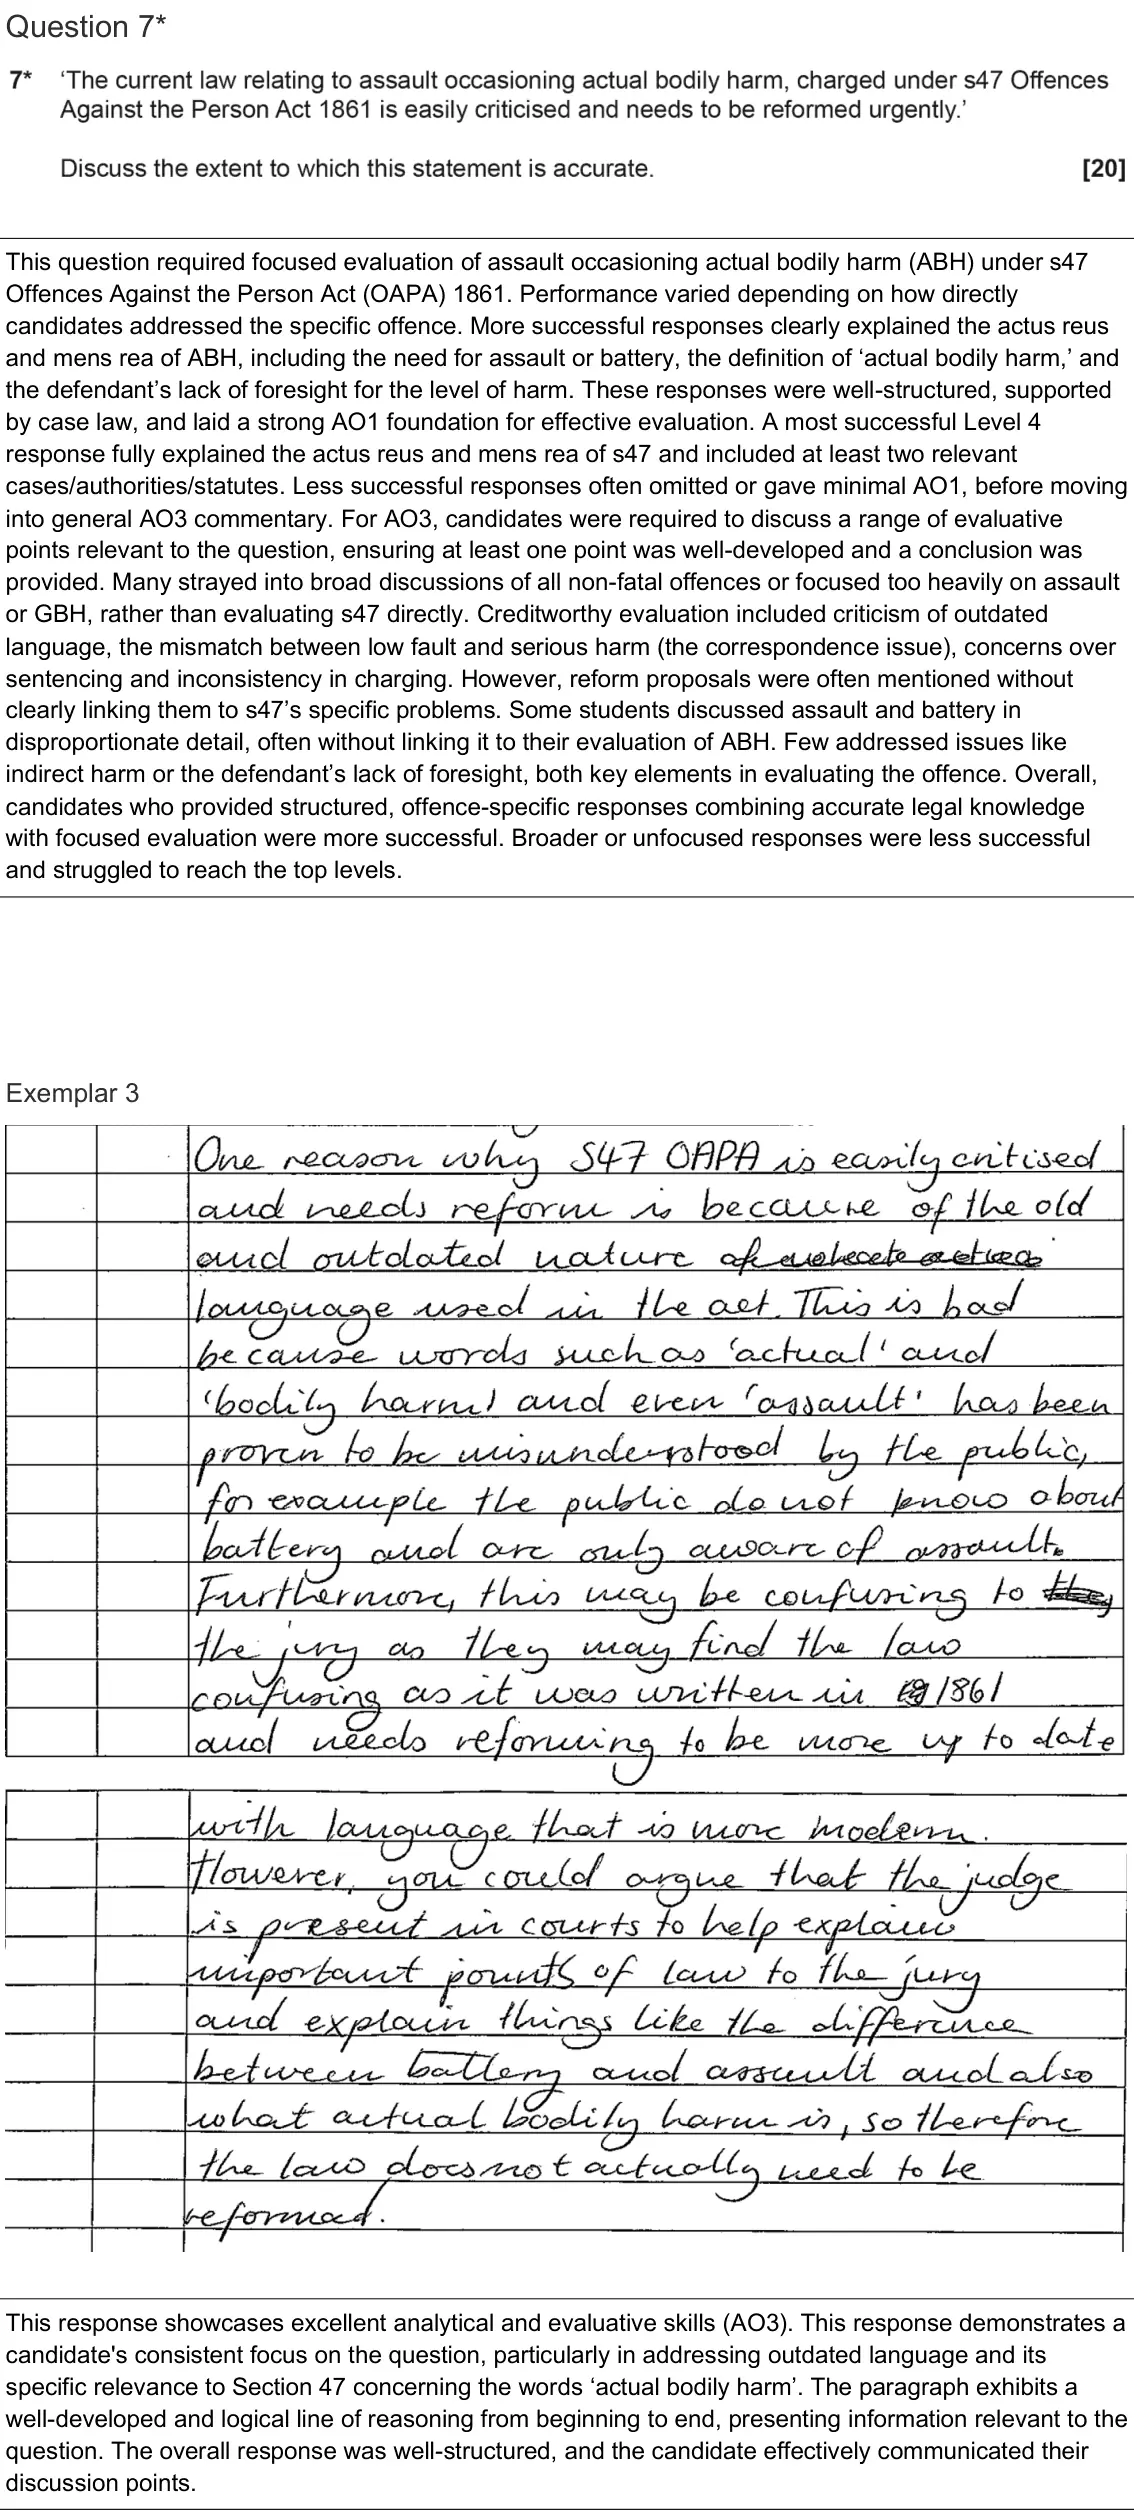 Question 7*
7* ‘The current law relating to assault occasioning actual bodily harm, charged under s47 Offences
Against the Person Act 1861 is easily criticised and needs to be reformed urgently.’
Discuss the extent to which this statement is accurate. [20]
This question required focused evaluation of assault occasioning actual bodily harm (ABH) under s47
Offences Against the Person Act (OAPA) 1861. Performance varied depending on how directly
candidates addressed the specific offence. More successful responses clearly explained the actus reus
and mens rea of ABH, including the need for assault or battery, the definition of ‘actual bodily harm,’ and
the defendant’s lack of foresight for the level of harm. These responses were well-structured, supported
by case law, and laid a strong AO1 foundation for effective evaluation. A most successful Level 4
response fully explained the actus reus and mens rea of s47 and included at least two relevant
cases/authorities/statutes. Less successful responses often omitted or gave minimal AO1, before moving
into general AO3 commentary. For AO3, candidates were required to discuss a range of evaluative
points relevant to the question, ensuring at least one point was well-developed and a conclusion was
provided. Many strayed into broad discussions of all non-fatal offences or focused too heavily on assault
or GBH, rather than evaluating s47 directly. Creditworthy evaluation included criticism of outdated
language, the mismatch between low fault and serious harm (the correspondence issue), concerns over
sentencing and inconsistency in charging. However, reform proposals were often mentioned without
clearly linking them to s47’s specific problems. Some students discussed assault and battery in
disproportionate detail, often without linking it to their evaluation of ABH. Few addressed issues like
indirect harm or the defendant’s lack of foresight, both key elements in evaluating the offence. Overall,
candidates who provided structured, offence-specific responses combining accurate legal knowledge
with focused evaluation were more successful. Broader or unfocused responses were less successful
and struggled to reach the top levels.
Exemplar 3
One reason why S47 OAPA is easily critised
and needs reform is because of the old
and outdated nature of
language used in the act. This is bad
because words such as 'actual' and
'bodily harm' and even 'assault' has been
proven to be misunderstood by the public,
for example the public do not know about
battery and are only aware of assault.
Furthermore, this may be confusing to
the jury as they may find the law
confusing as it was written in 1861
and needs reforming to be more up to date
with language that is more modern.
However, you could argue that the judge
is present in courts to help explain
important points of law to the jury
and explain things like the difference
between battery and assault and also
what actual bodily harm is, so therefore
the law does not actually need to be
reformed.
This response showcases excellent analytical and evaluative skills (AO3). This response demonstrates a
candidate's consistent focus on the question, particularly in addressing outdated language and its
specific relevance to Section 47 concerning the words ‘actual bodily harm’. The paragraph exhibits a
well-developed and logical line of reasoning from beginning to end, presenting information relevant to the
question. The overall response was well-structured, and the candidate effectively communicated their
discussion points.